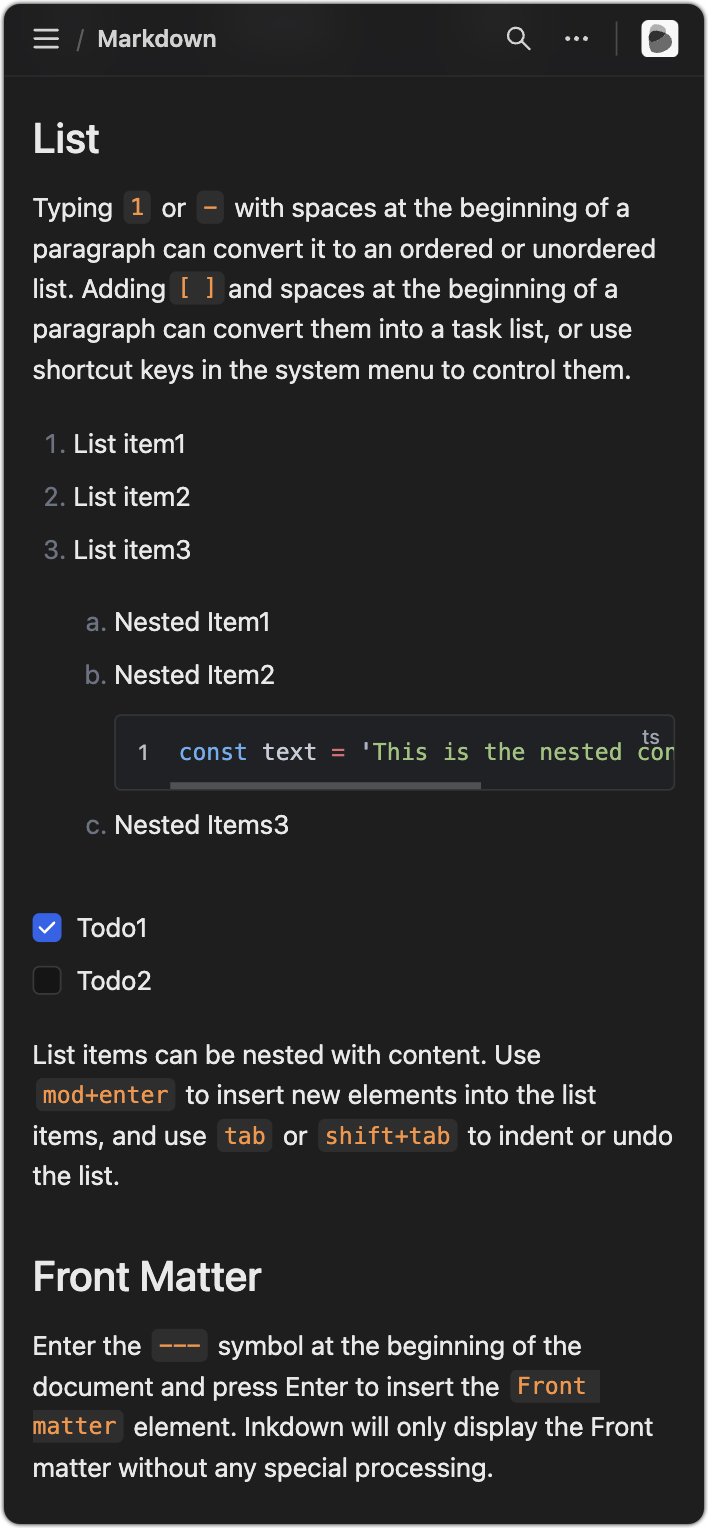 / Markdown
List
Typing 1 or – with spaces at the beginning of a
paragraph can convert it to an ordered or unordered
list. Adding [ ] and spaces at the beginning of a
paragraph can convert them into a task list, or use
shortcut keys in the system menu to control them.
1. List item1
2. List item2
3. List item3
a. Nested Item1
b. Nested Item2
ts
1 const text = 'This is the nested con
c. Nested Items3
Todo1
Todo2
List items can be nested with content. Use
mod+enter to insert new elements into the list
items, and use tab or shift+tab to indent or undo
the list.
Front Matter
Enter the --- symbol at the beginning of the
document and press Enter to insert the Front
matter element. Inkdown will only display the Front
matter without any special processing.